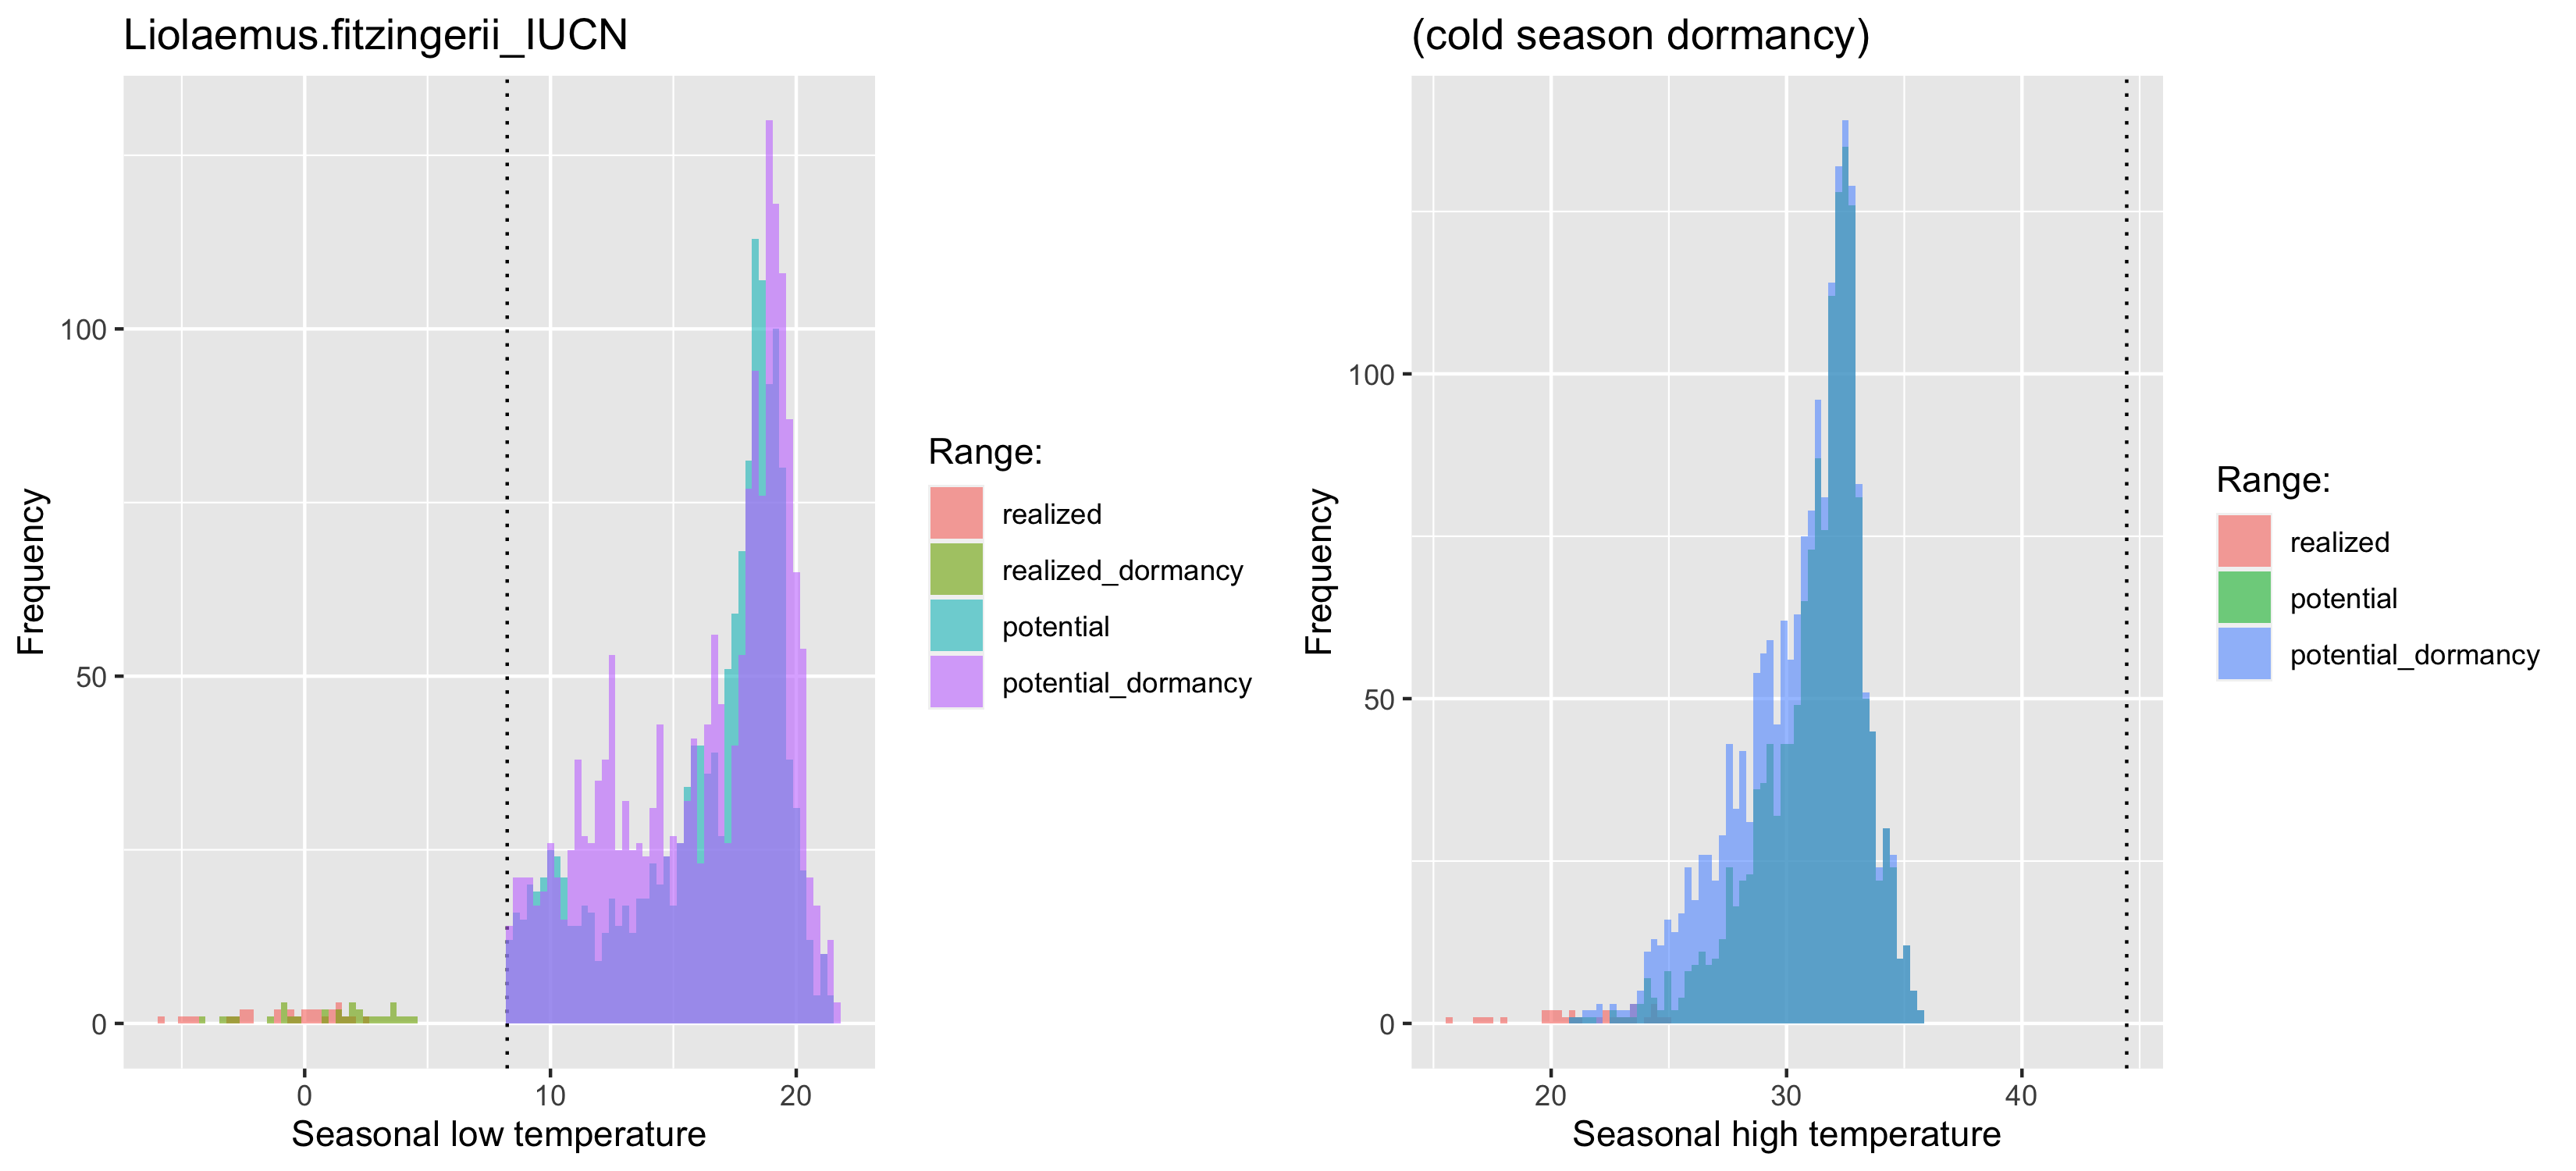 Liolaemus.fitzingerii_IUCN
Frequency
100
50
0
0
10
20
Seasonal low temperature
Range:
realized
realized_dormancy
potential
potential_dormancy
(cold season dormancy)
Frequency
100
50
0
20
30
40
Seasonal high temperature
Range:
realized
potential
potential_dormancy